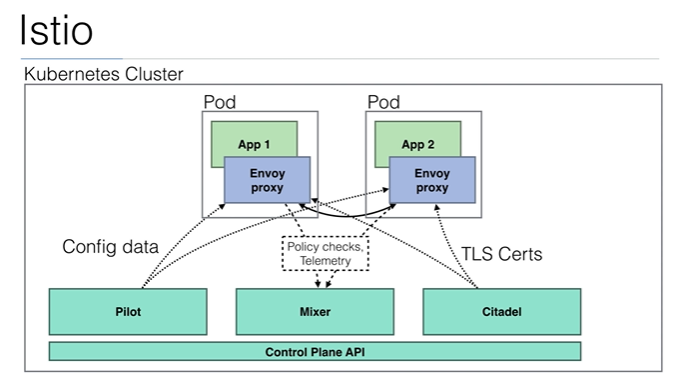 Istio
Kubernetes Cluster
Pod
Pod
App 1
App 2
Envoy
proxy
Envoy
proxy
Config data
Policy checks,
Telemetry
TLS Certs
Pilot
Mixer
Citadel
Control Plane API